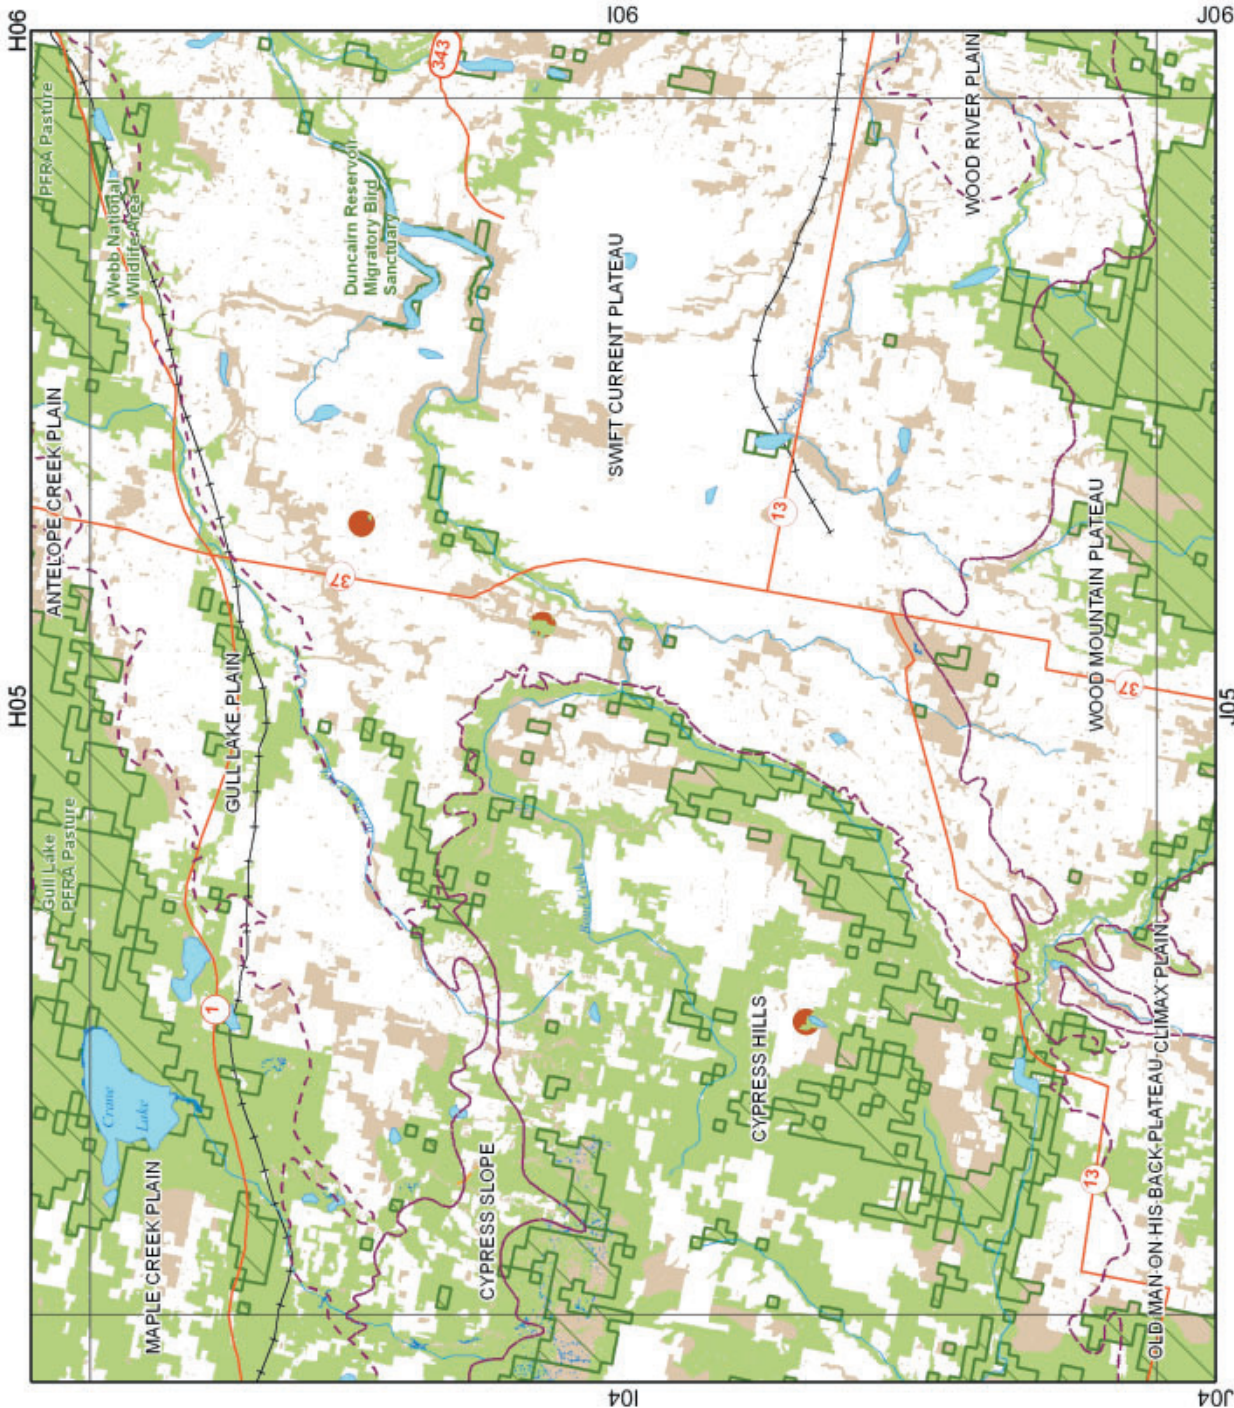 H06
I06
J06
343
PFRA Pasture
WOOD RIVER PLAIN
Webb National
Wildlife Area
Duncairn Reservoir
Migratory Bird
Sanctuary
SWIFT CURRENT PLATEAU
ANTELOPE CREEK PLAIN
13
37
WOOD MOUNTAIN PLATEAU
H05
J05
GULL LAKE PLAIN
37
Gull Lake
PFRA Pasture
Bone Creek
1
CYPRESS HILLS
CLIMAX PLAIN
Crane
Lake
MAPLE CREEK PLAIN
CYPRESS SLOPE
13
OLD MAN ON HIS BACK PLATEAU
I04
J04